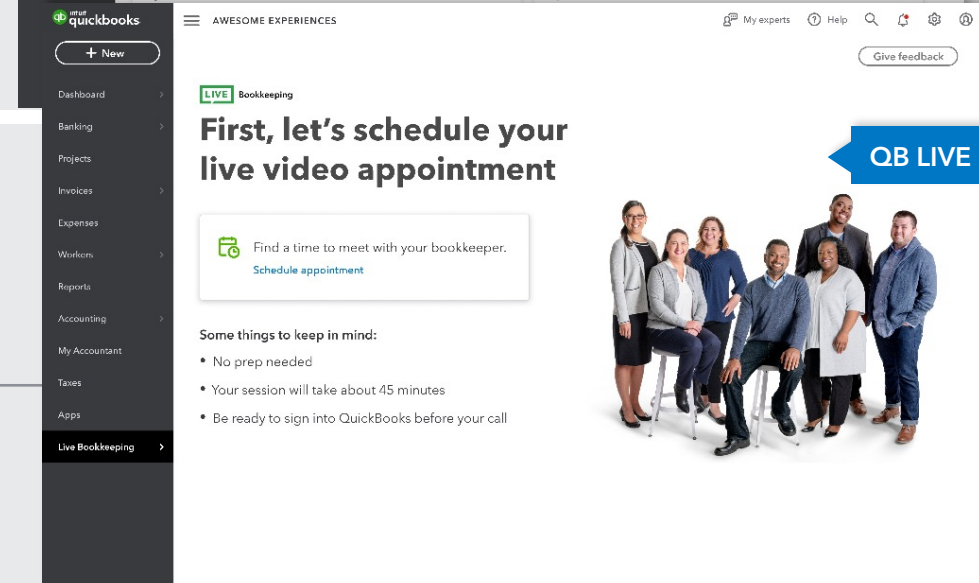 intuit
quickbooks
AWESOME EXPERIENCES
My experts
Help
+ New
Give feedback
Dashboard
Banking
Projects
Invoices
Expenses
Workers
Reports
Accounting
My Accountant
Taxes
Apps
Live Bookkeeping
LIVE Bookkeeping
First, let's schedule your
live video appointment
QB LIVE
Find a time to meet with your bookkeeper.
Schedule appointment
Some things to keep in mind:
• No prep needed
• Your session will take about 45 minutes
• Be ready to sign into QuickBooks before your call